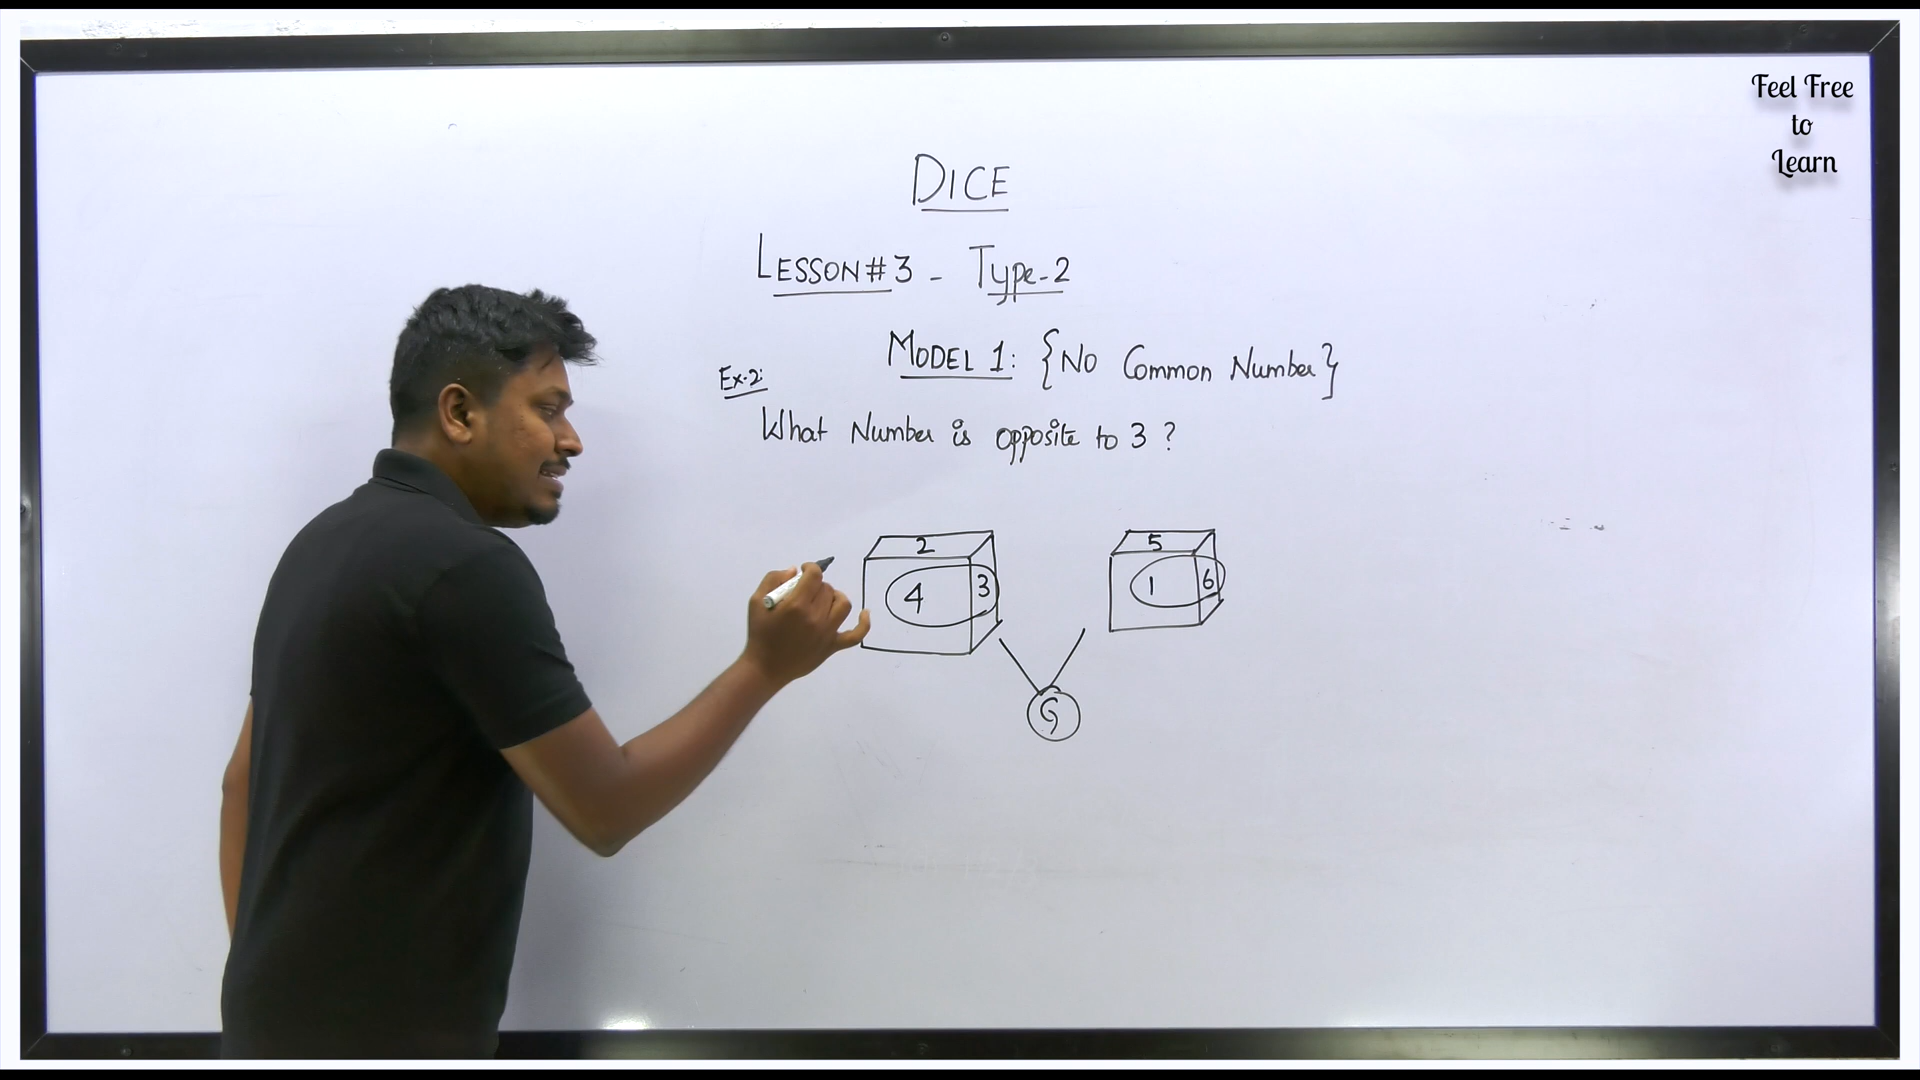 Feel Free
to
Learn
DICE
LESSON#3 - Type-2
MODEL 1: {No Common Number}
Ex-2:
What Number is opposite to 3 ?
2
4 3
5
1 6